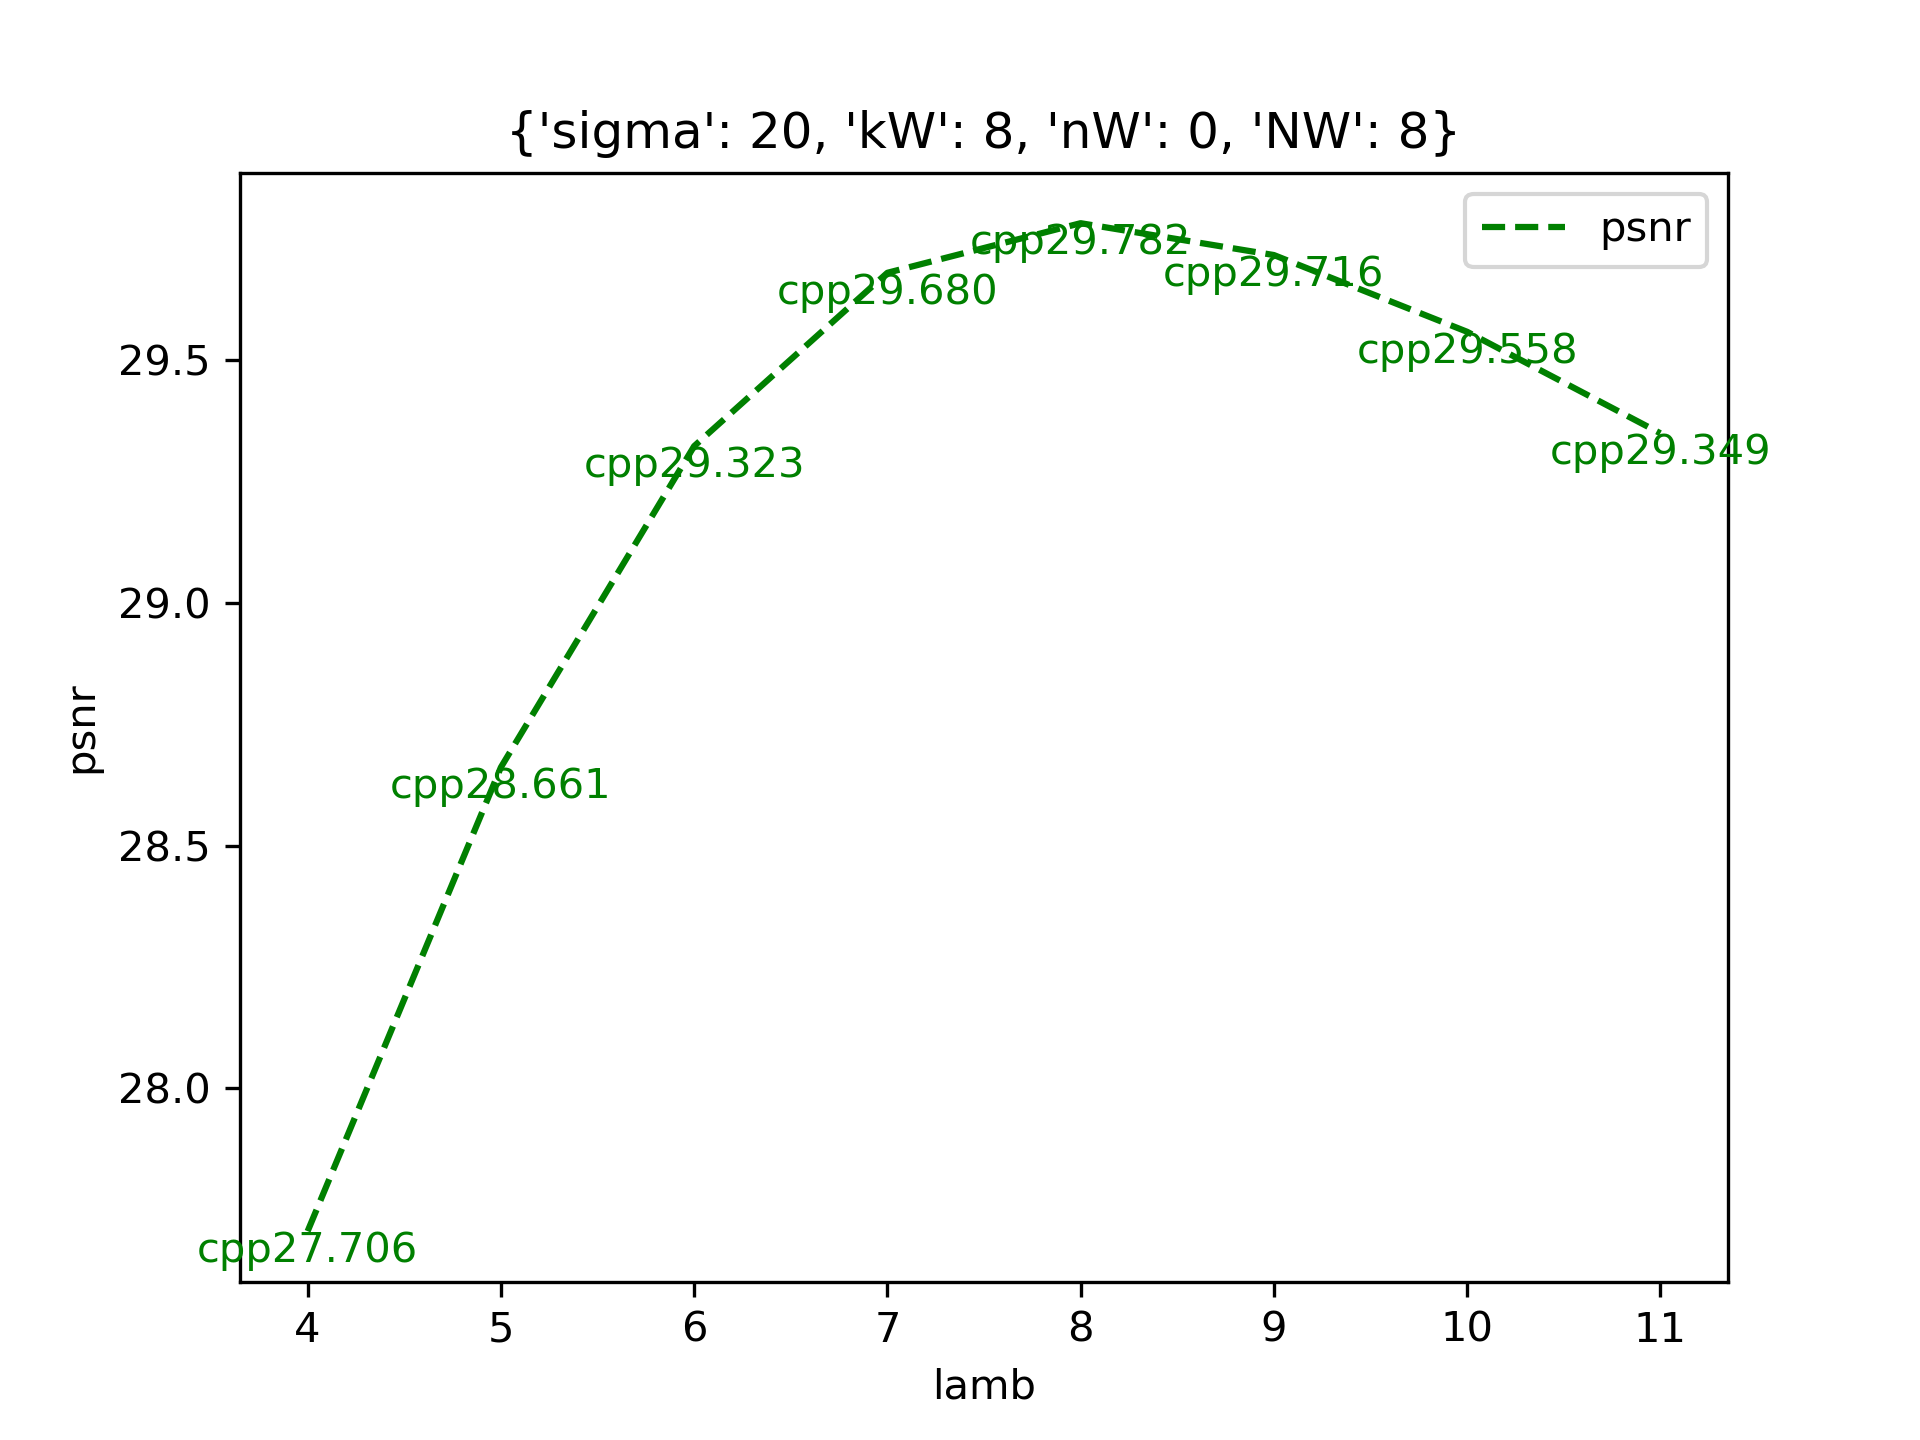 {'sigma': 20, 'kW': 8, 'nW': 0, 'NW': 8}
psnr
cpp29.782
cpp29.716
cpp29.680
cpp29.558
cpp29.349
cpp29.323
cpp28.661
cpp27.706
29.5
29.0
28.5
28.0
psnr
4 5 6 7 8 9 10 11
lamb